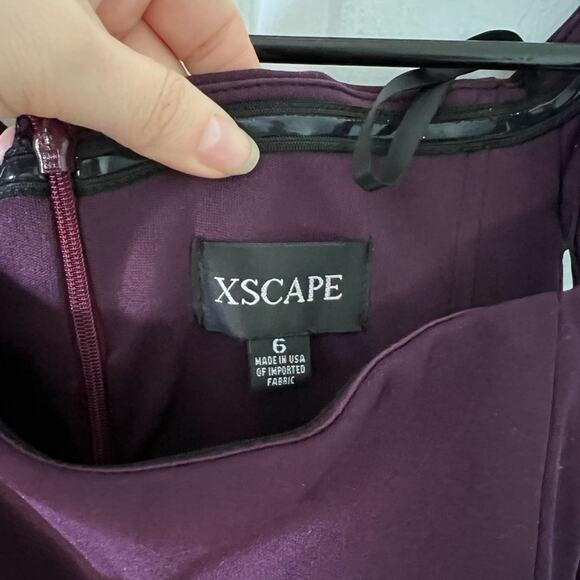 XSCAPE
6
MADE IN USA
OF IMPORTED
FABRIC